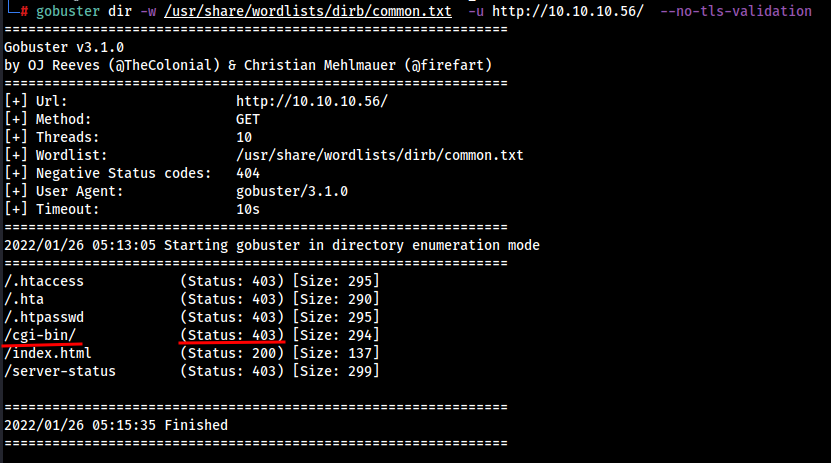 └─# gobuster dir -w /usr/share/wordlists/dirb/common.txt  -u http://10.10.10.56/  --no-tls-validation
===============================================================
Gobuster v3.1.0
by OJ Reeves (@TheColonial) & Christian Mehlmauer (@firefart)
===============================================================
[+] Url:                     http://10.10.10.56/
[+] Method:                  GET
[+] Threads:                 10
[+] Wordlist:                /usr/share/wordlists/dirb/common.txt
[+] Negative Status codes:   404
[+] User Agent:              gobuster/3.1.0
[+] Timeout:                 10s
===============================================================
2022/01/26 05:13:05 Starting gobuster in directory enumeration mode
===============================================================
/.htaccess            (Status: 403) [Size: 295]
/.hta                 (Status: 403) [Size: 290]
/.htpasswd            (Status: 403) [Size: 295]
/cgi-bin/             (Status: 403) [Size: 294]
/index.html           (Status: 200) [Size: 137]
/server-status        (Status: 403) [Size: 299]
===============================================================
2022/01/26 05:15:35 Finished
===============================================================